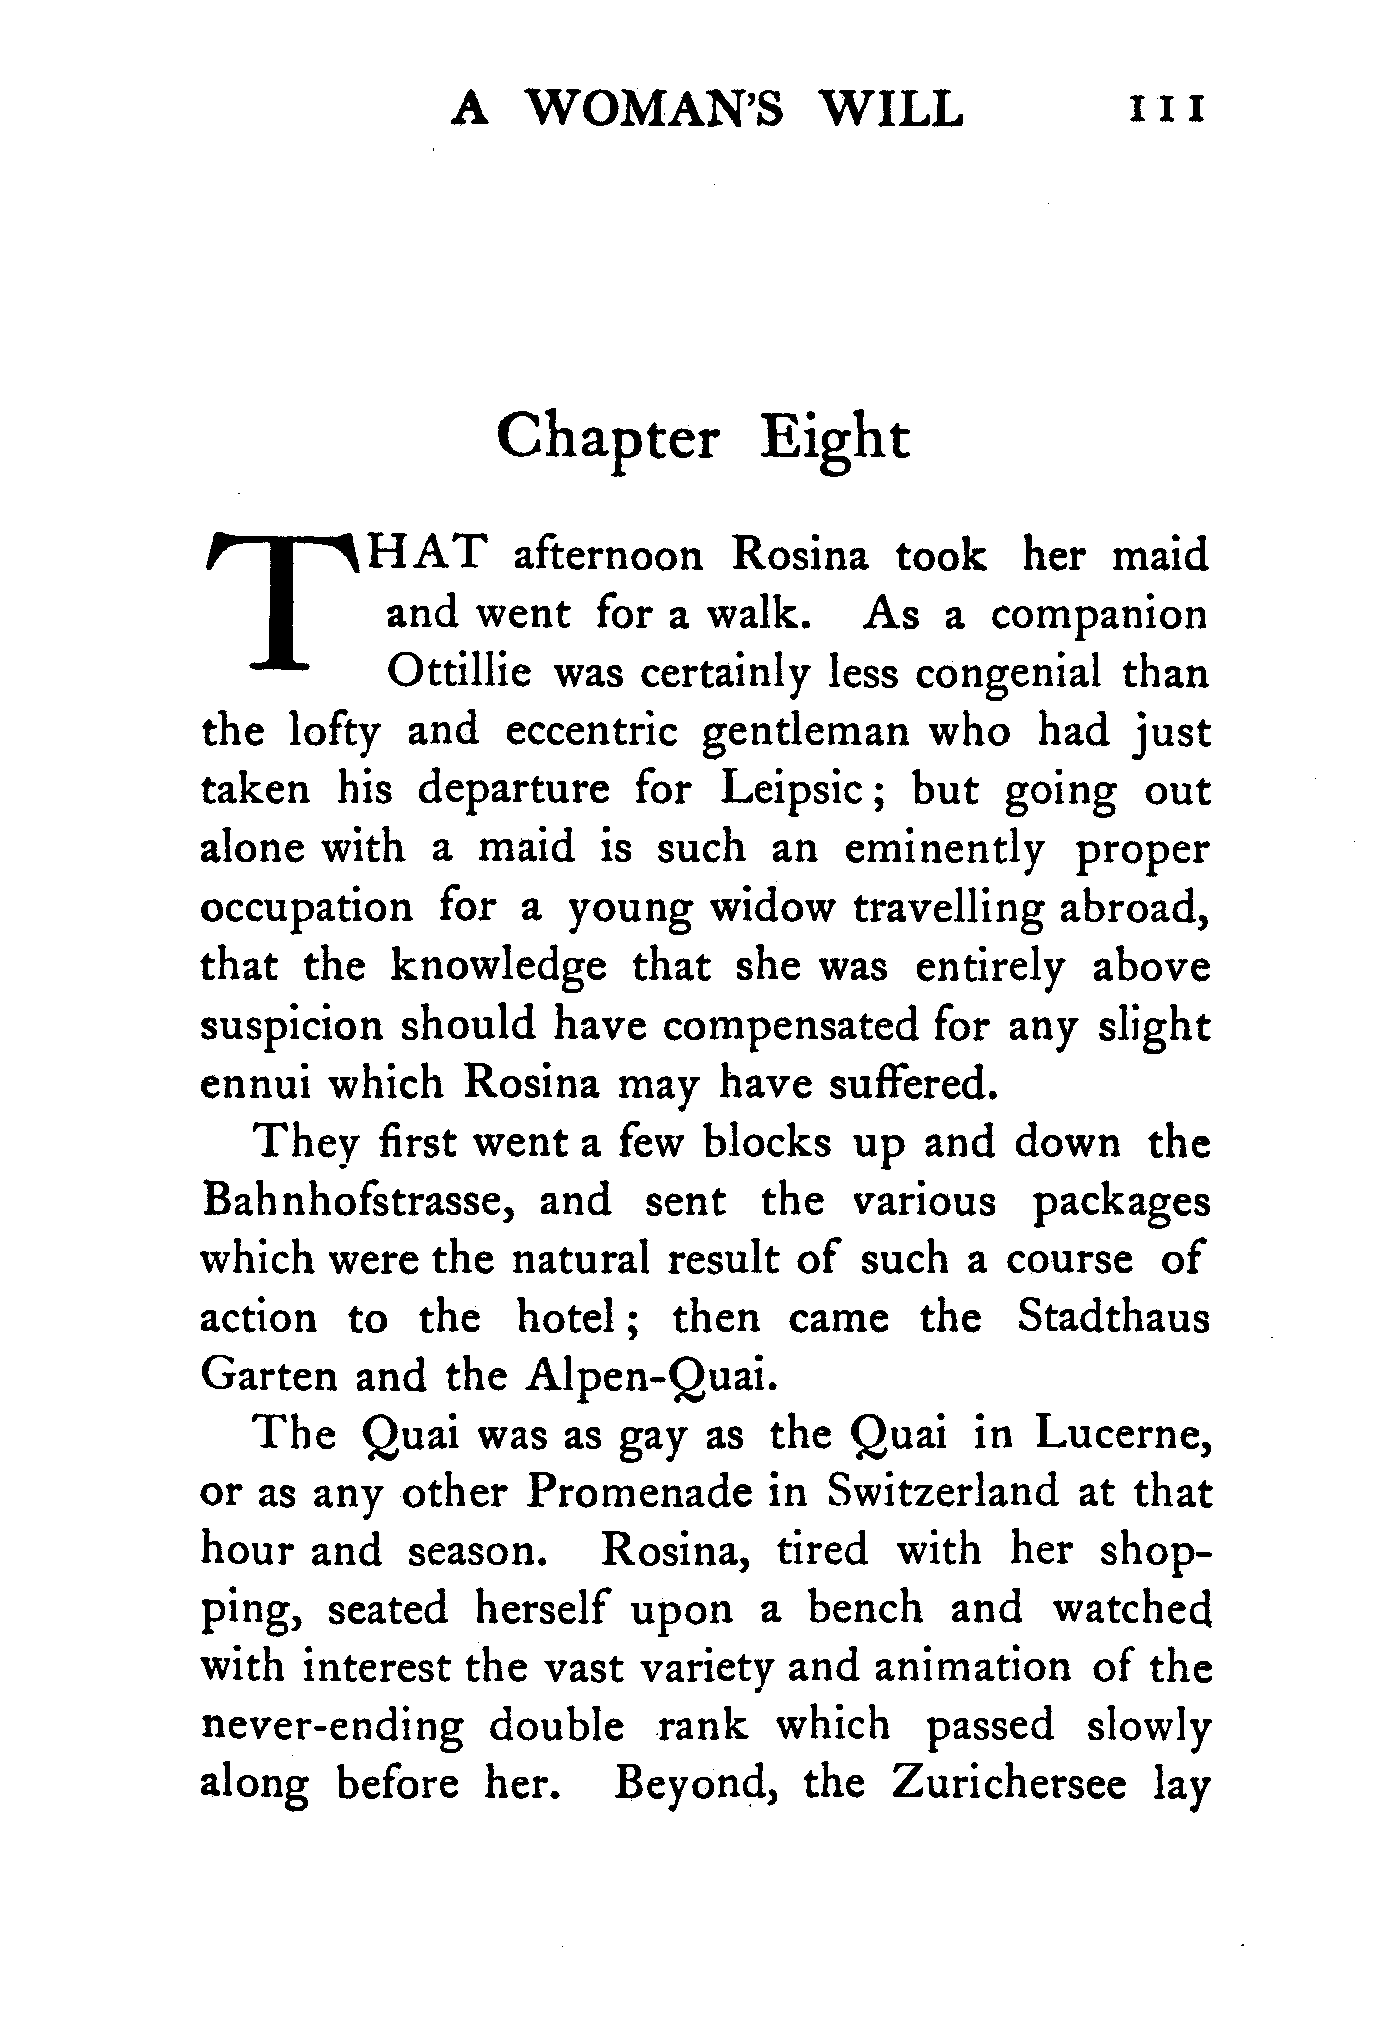 A WOMAN'S WILL 111
Chapter Eight
THAT afternoon Rosina took her maid
and went for a walk. As a companion
Ottillie was certainly less congenial than
the lofty and eccentric gentleman who had just
taken his departure for Leipsic; but going out
alone with a maid is such an eminently proper
occupation for a young widow travelling abroad,
that the knowledge that she was entirely above
suspicion should have compensated for any slight
ennui which Rosina may have suffered.
They first went a few blocks up and down the
Bahnhofstrasse, and sent the various packages
which were the natural result of such a course of
action to the hotel; then came the Stadthaus
Garten and the Alpen-Quai.
The Quai was as gay as the Quai in Lucerne,
or as any other Promenade in Switzerland at that
hour and season. Rosina, tired with her shop-
ping, seated herself upon a bench and watched
with interest the vast variety and animation of the
never-ending double rank which passed slowly
along before her. Beyond, the Zurichersee lay